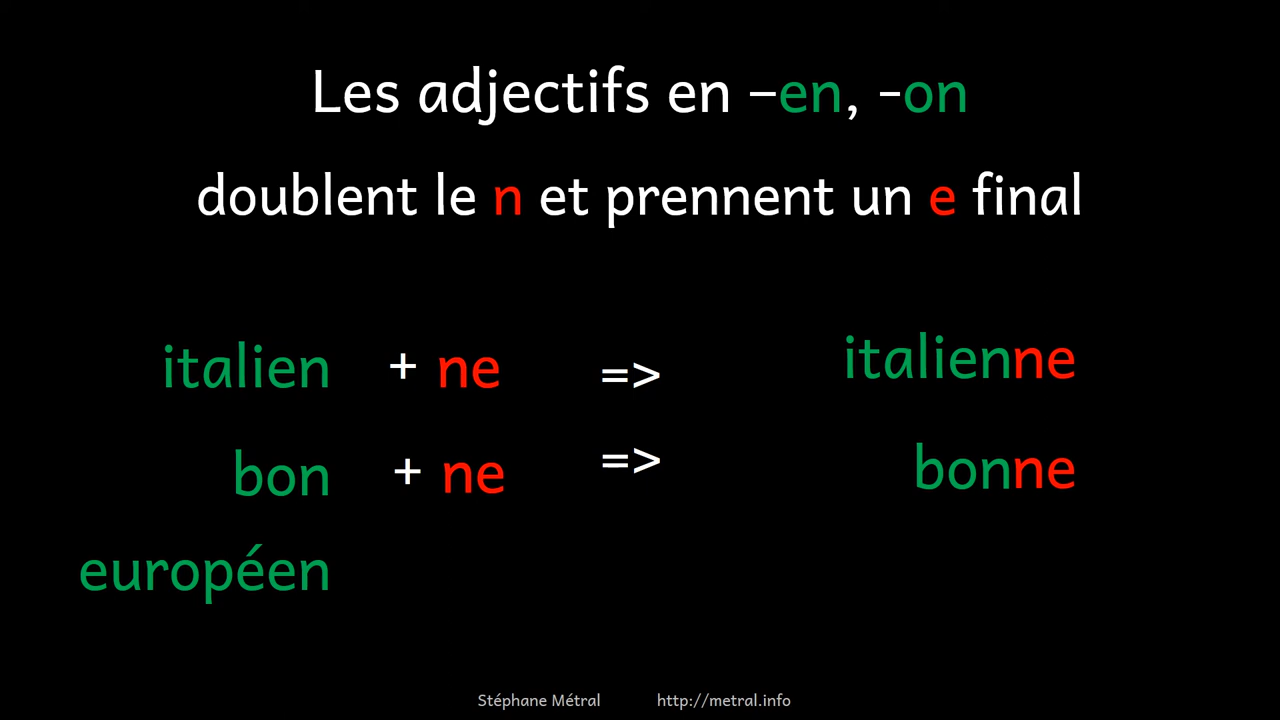 Les adjectifs en –en, -on
doublent le n et prennent un e final
italien + ne => italienne
bon + ne => bonne
européen
Stéphane Métral http://metral.info